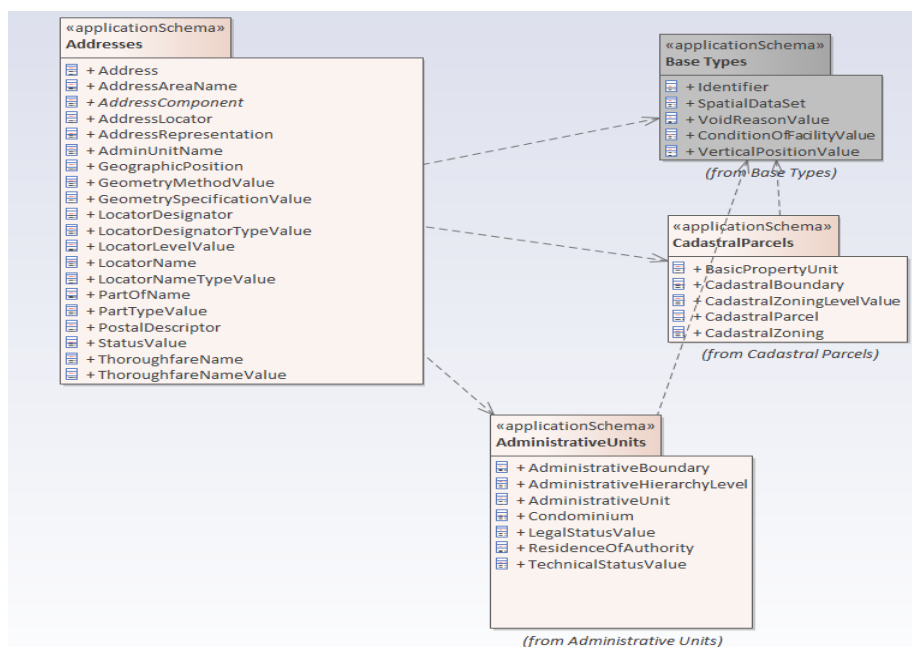 «applicationSchema»
Addresses
+ Address
+ AddressAreaName
+ AddressComponent
+ AddressLocator
+ AddressRepresentation
+ AdminUnitName
+ GeographicPosition
+ GeometryMethodValue
+ GeometrySpecificationValue
+ LocatorDesignator
+ LocatorDesignatorTypeValue
+ LocatorLevelValue
+ LocatorName
+ LocatorNameTypeValue
+ PartOfName
+ PartTypeValue
+ PostalDescriptor
+ StatusValue
+ ThoroughfareName
+ ThoroughfareNameValue
«applicationSchema»
Base Types
+ Identifier
+ SpatialDataSet
+ VoidReasonValue
+ ConditionOfFacilityValue
+ VerticalPositionValue
(from Base Types)
«applicationSchema»
CadastralParcels
+ BasicPropertyUnit
+ CadastralBoundary
+ CadastralZoningLevelValue
+ CadastralParcel
+ CadastralZoning
(from Cadastral Parcels)
«applicationSchema»
AdministrativeUnits
+ AdministrativeBoundary
+ AdministrativeHierarchyLevel
+ AdministrativeUnit
+ Condominium
+ LegalStatusValue
+ ResidenceOfAuthority
+ TechnicalStatusValue
(from Administrative Units)